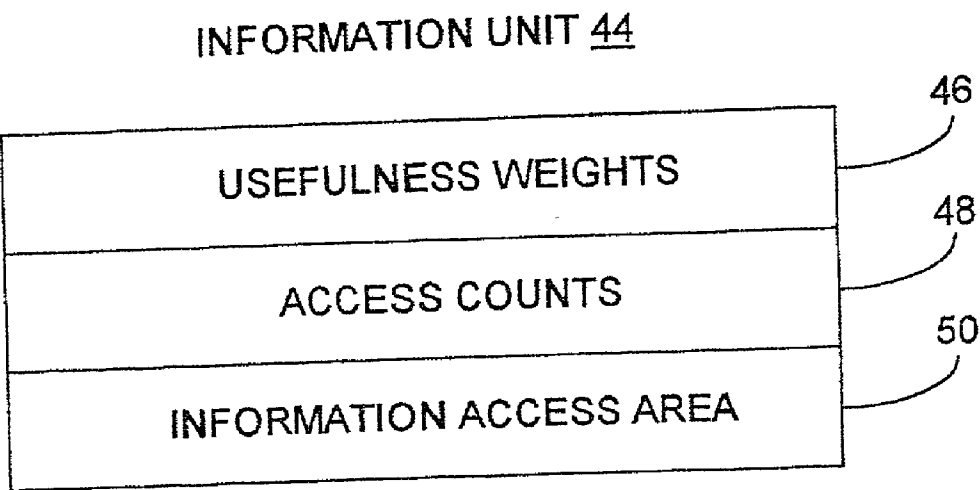 INFORMATION UNIT 44
46
USEFULNESS WEIGHTS
48
ACCESS COUNTS
50
INFORMATION ACCESS AREA